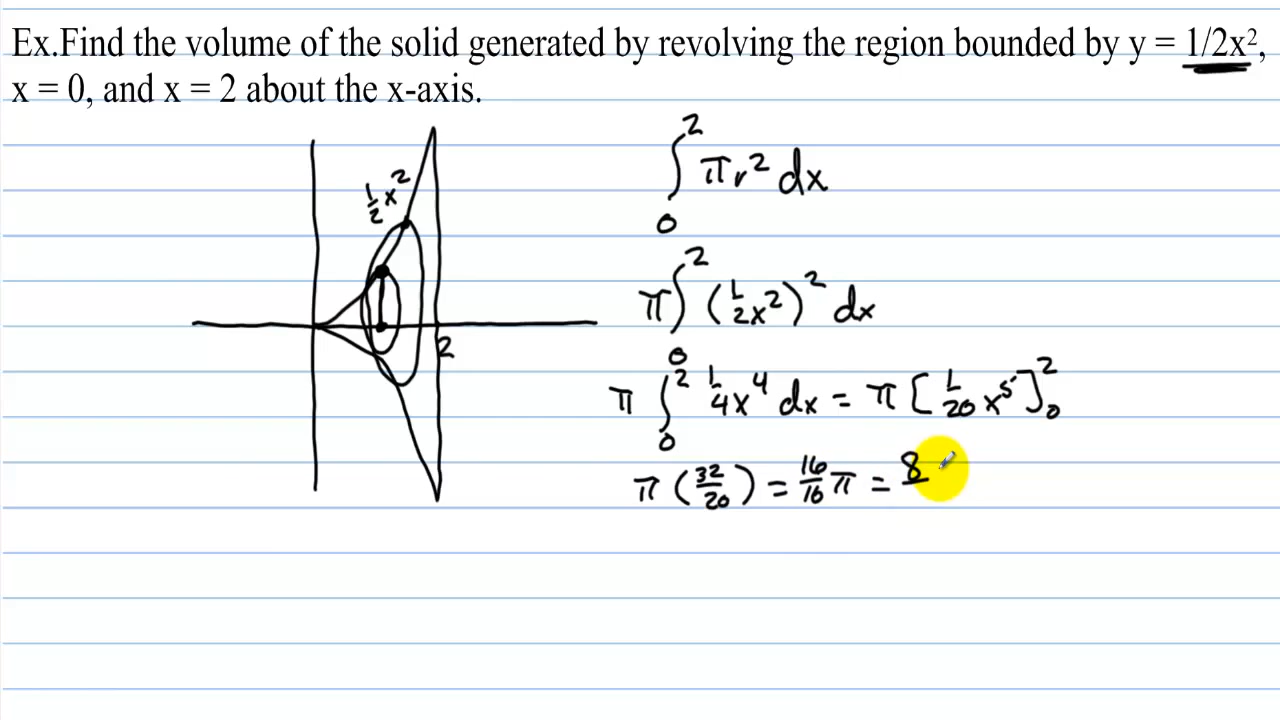 Ex.Find the volume of the solid generated by revolving the region bounded by y = 1/2x²,
x = 0, and x = 2 about the x-axis.
½x²
2
∫₀² πr² dx
π∫₀² (½x²)² dx
π ∫₀² ¼x⁴ dx = π [1/20 x⁵]₀²
π (32/20) = 16/10 π = 8